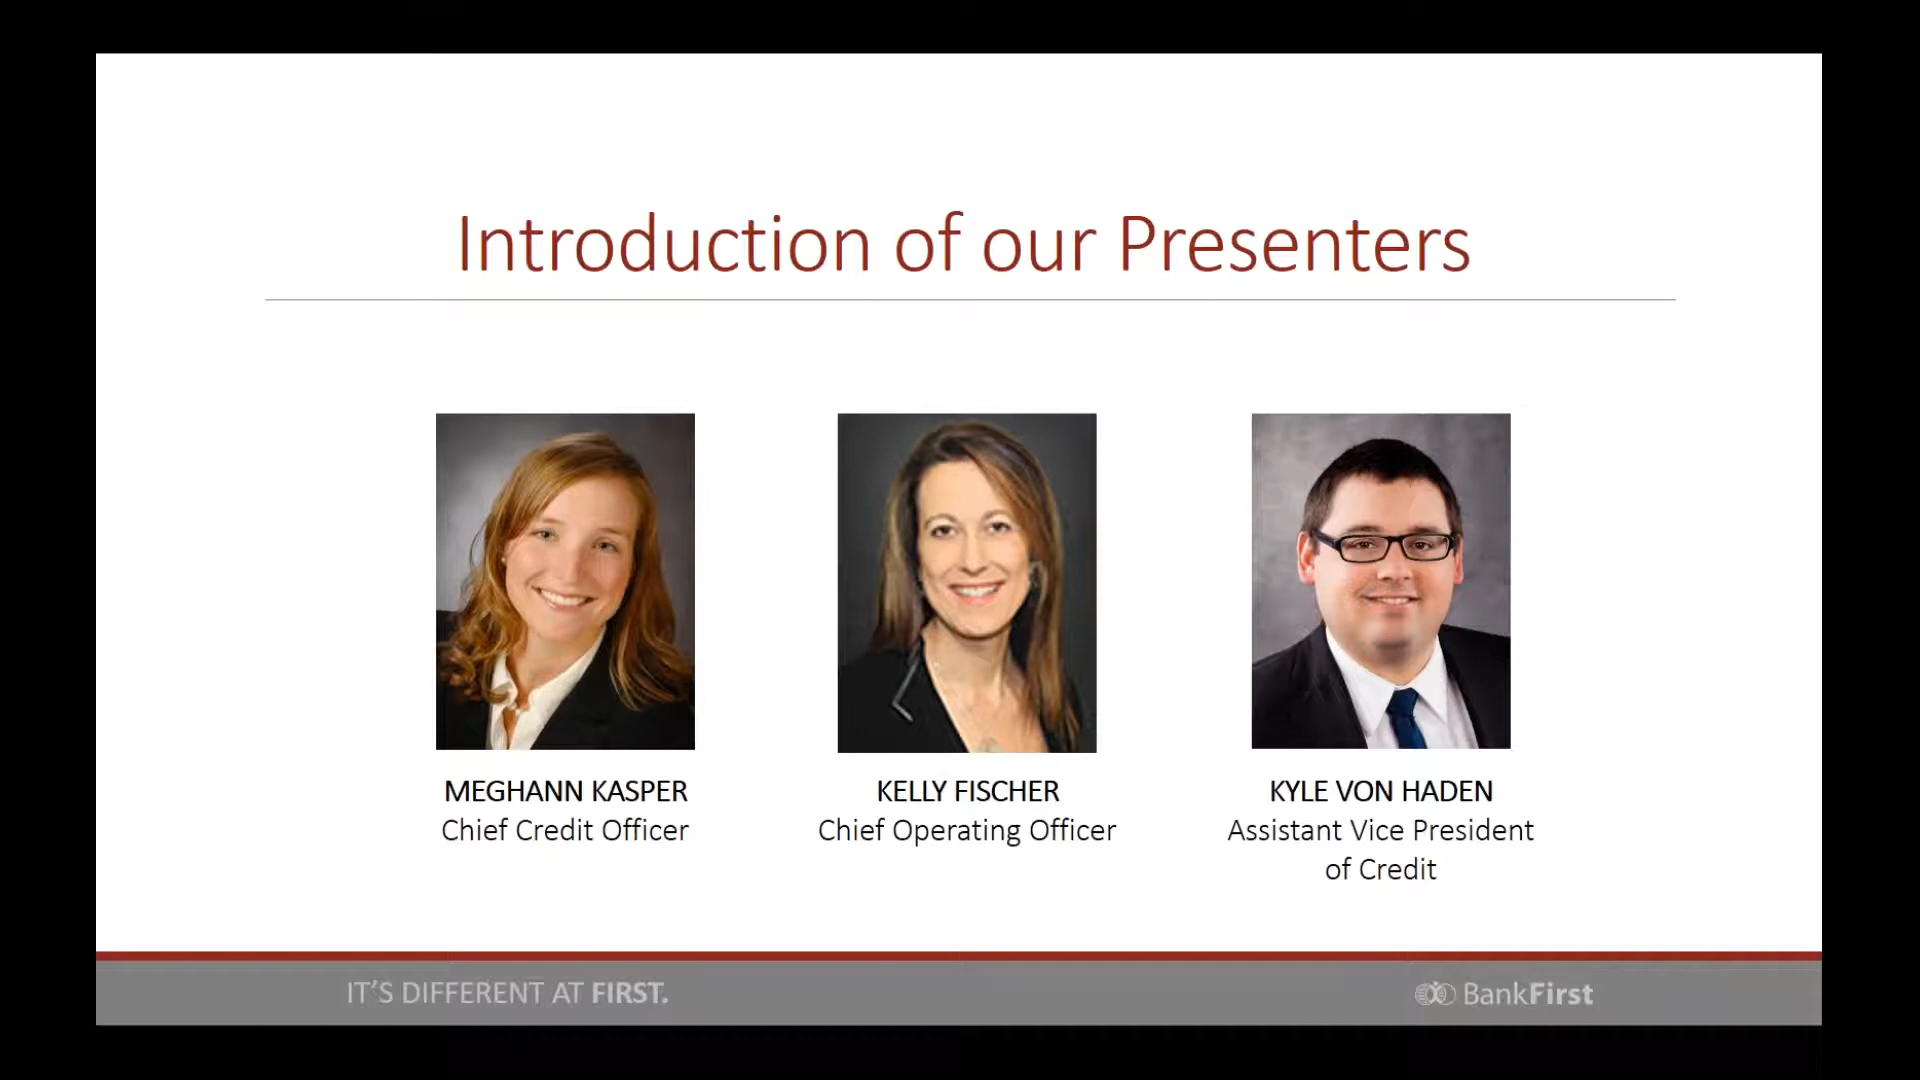 Introduction of our Presenters
MEGHANN KASPER
Chief Credit Officer
KELLY FISCHER
Chief Operating Officer
KYLE VON HADEN
Assistant Vice President
of Credit
IT'S DIFFERENT AT FIRST.
BankFirst